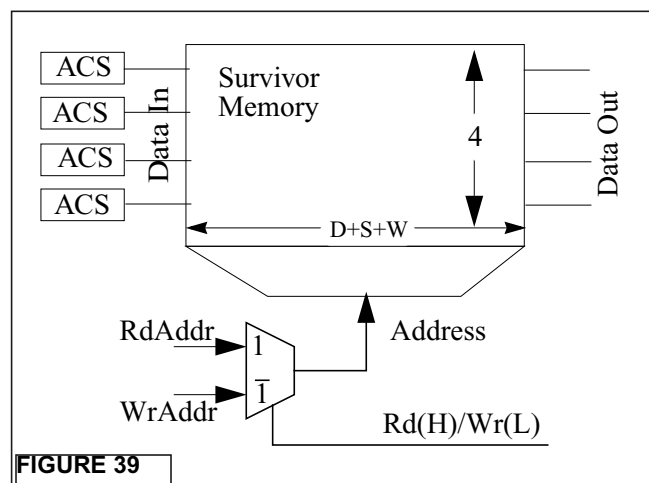 ACS
ACS
ACS
ACS
Data In
Survivor
Memory
4
Data Out
D+S+W
RdAddr
1
Address
1̅
WrAddr
Rd(H)/Wr(L)
FIGURE 39